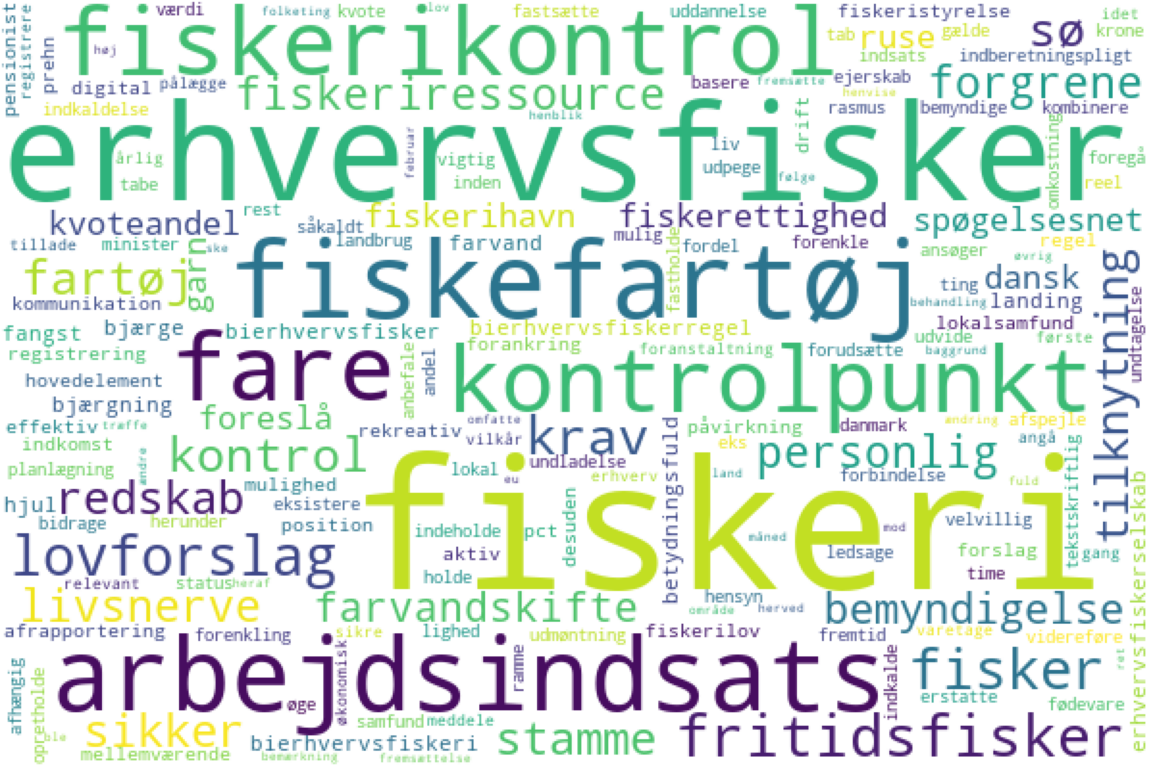 pensionist
registrere
værdi
folketing
kvote
lov
fastsætte
uddannelse
fiskeristyrelse
idet
krone
prehn
høj
fiskerikontrol
tab
ruse
gælde
sø
indsats
indberetningspligt
digital
pålægge
fiskeriressource
basere
fremsætte
ejerskab
henvise
forgrene
indkaldelse
henblik
rasmus
bemyndige
kombinere
erhvervsfisker
årlig
tabe
februar
vigtig
inden
liv
udpege
følge
drift
omkostning
foregå
reel
kvoteandel
rest
såkaldt
fiskerihavn
fiskerettighed
spøgelsesnet
tillade
minister
ske
landbrug
farvand
mulig
fordel
forenkle
ansøger
regel
øvrig
fartøj
garn
fiskefartøj
fastholde
ting
dansk
behandling
landing
kommunikation
tilknytning
undtagelse
fangst
bjærge
bierhvervsfisker
bierhvervsfiskerregel
lokalsamfund
registrering
fare
forankring
foranstaltning
forudsætte
udvide
baggrund
første
hovedelement
anbefale
andel
kontrolpunkt
bjærgning
foreslå
effektiv
træffe
rekreativ
omfatte
vilkår
krav
betydningsfuld
påvirkning
danmark
ændring
afspejle
indkomst
kontrol
eks
personlig
angå
planlægning
ændre
lokal
eu
undladelse
erhverv
land
forbindelse
fuld
tekstskriftlig
hjul
redskab
mulighed
eksistere
fiskeri
bidrage
herunder
position
indeholde
pct
desuden
måned
mod
velvillig
gang
lovforslag
aktiv
ledsage
forslag
relevant
status
heraf
holde
time
erhvervsfiskerselskab
livsnerve
farvandskifte
hensyn
område
herved
bemyndigelse
afrapportering
forenkling
sikre
lighed
udmøntning
fiskerilov
fremtid
varetage
videreføre
ret
afhængig
opretholde
arbejdsindsats
økonomisk
ramme
indkalde
fisker
øge
erstatte
fødevare
sikker
samfund
meddele
ble
mellemværende
bierhvervsfiskeri
bemærkning
fremsættelse
stamme
fritidsfisker